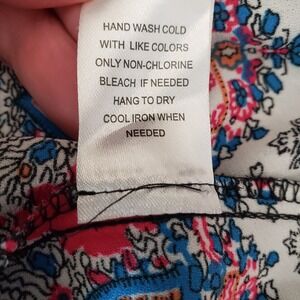 HAND WASH COLD
WITH LIKE COLORS
ONLY NON-CHLORINE
BLEACH IF NEEDED
HANG TO DRY
COOL IRON WHEN
NEEDED